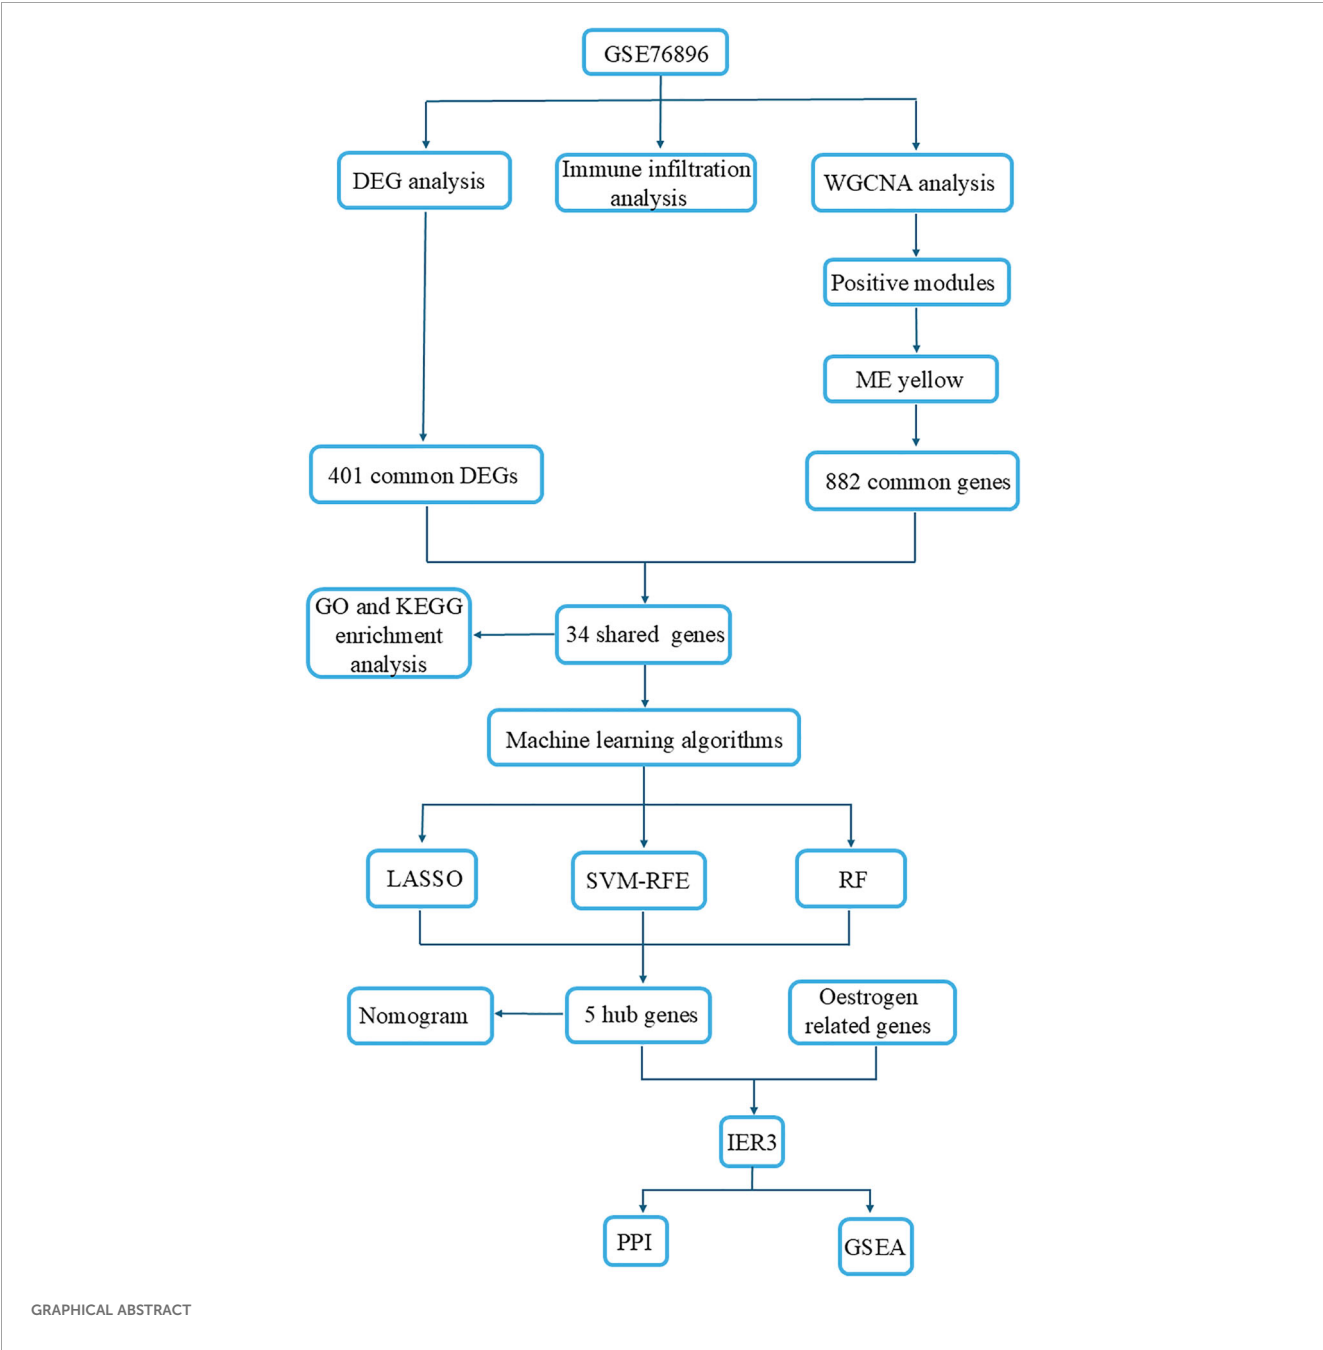 GSE76896
DEG analysis
Immune infiltration
analysis
WGCNA analysis
Positive modules
ME yellow
401 common DEGs
882 common genes
GO and KEGG
enrichment
analysis
34 shared genes
Machine learning algorithms
LASSO
SVM-RFE
RF
Nomogram
5 hub genes
Oestrogen
related genes
IER3
PPI
GSEA
GRAPHICAL ABSTRACT